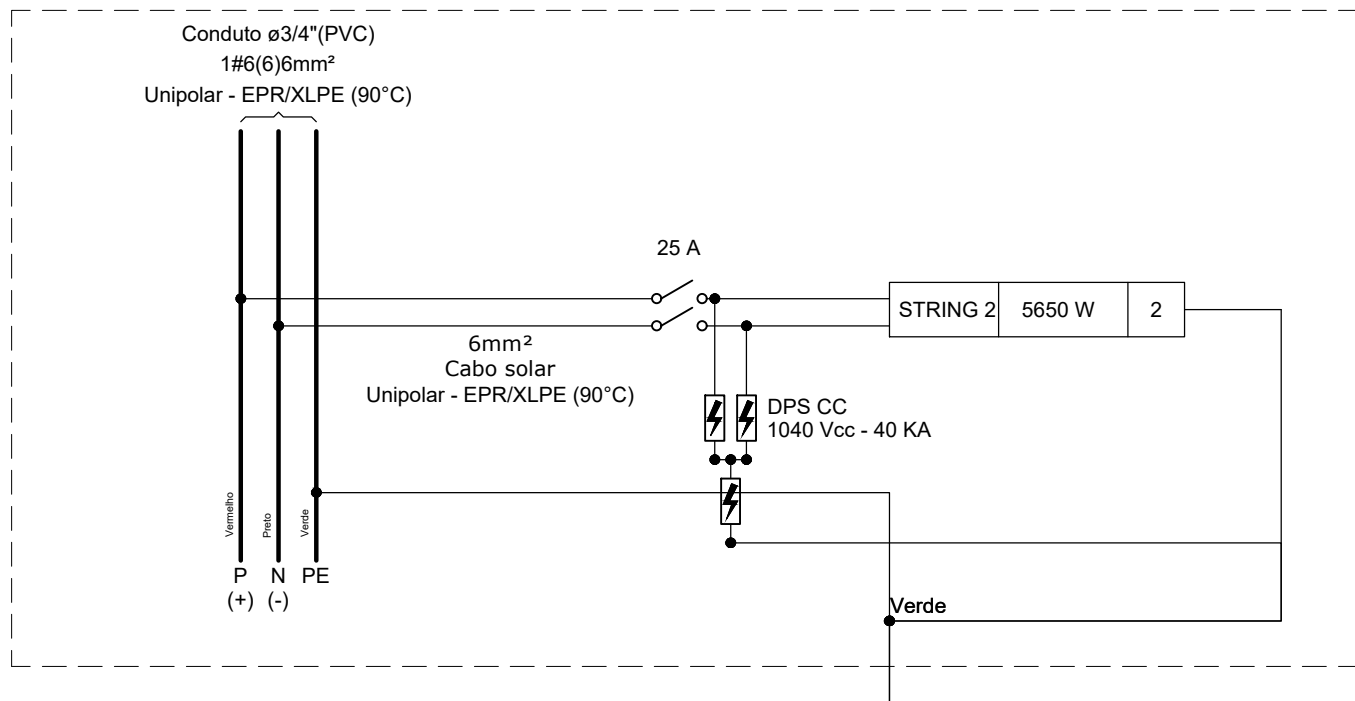 Conduto ø3/4"(PVC)
1#6(6)6mm²
Unipolar - EPR/XLPE (90°C)
25 A
STRING 2 5650 W 2
6mm²
Cabo solar
Unipolar - EPR/XLPE (90°C)
DPS CC
1040 Vcc - 40 KA
Vermelho
Preto
Verde
P N PE
(+) (-)
Verde